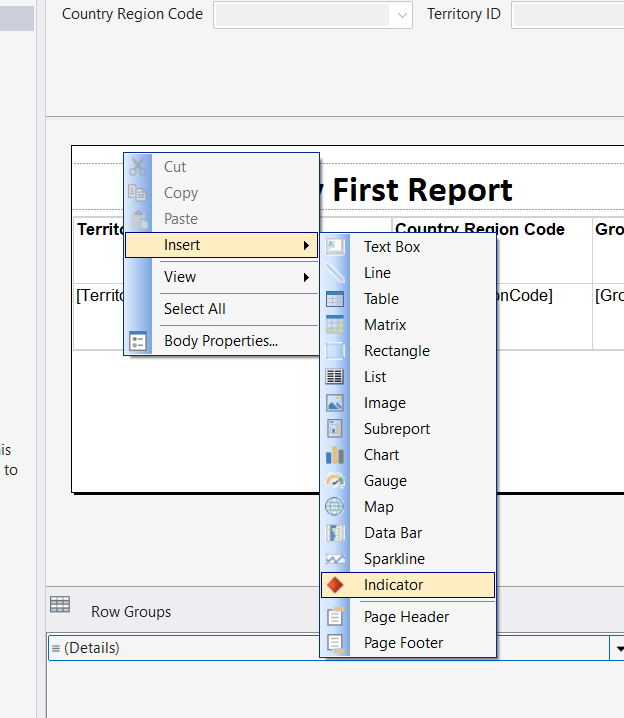 Country Region Code
Territory ID
First Report
Country Region Code
[Territo
Cut
Copy
Paste
Insert
View
Select All
Body Properties...
Text Box
Line
Table
Matrix
Rectangle
List
Image
Subreport
Chart
Gauge
Map
Data Bar
Sparkline
Indicator
Page Header
Page Footer
onCode]
[Gro
Gro
is
to
Row Groups
(Details)